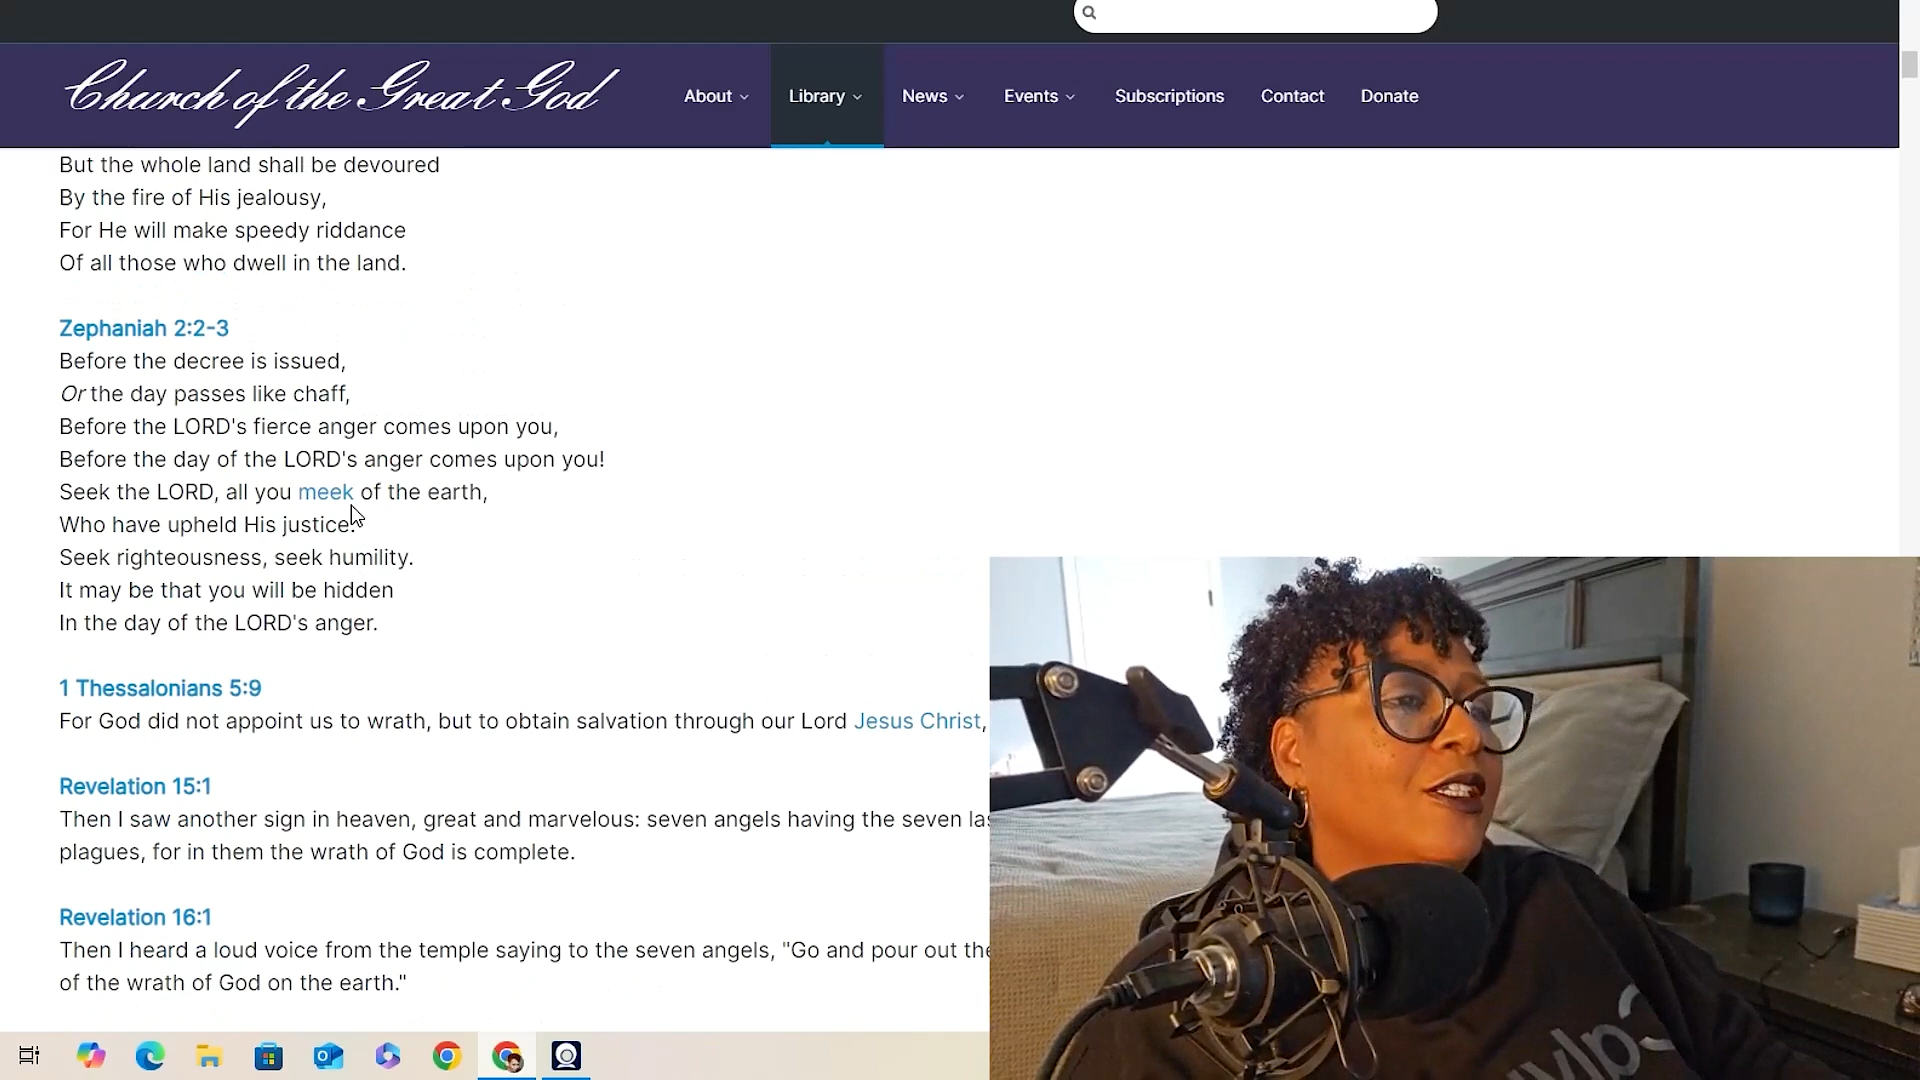 Church of the Great God
About
Library
News
Events
Subscriptions
Contact
Donate
But the whole land shall be devoured
By the fire of His jealousy,
For He will make speedy riddance
Of all those who dwell in the land.
Zephaniah 2:2-3
Before the decree is issued,
Or the day passes like chaff,
Before the LORD's fierce anger comes upon you,
Before the day of the LORD's anger comes upon you!
Seek the LORD, all you meek of the earth,
Who have upheld His justice.
Seek righteousness, seek humility.
It may be that you will be hidden
In the day of the LORD's anger.
1 Thessalonians 5:9
For God did not appoint us to wrath, but to obtain salvation through our Lord Jesus Christ,
Revelation 15:1
Then I saw another sign in heaven, great and marvelous: seven angels having the seven
plagues, for in them the wrath of God is complete.
Revelation 16:1
Then I heard a loud voice from the temple saying to the seven angels, "Go and pour out
of the wrath of God on the earth."